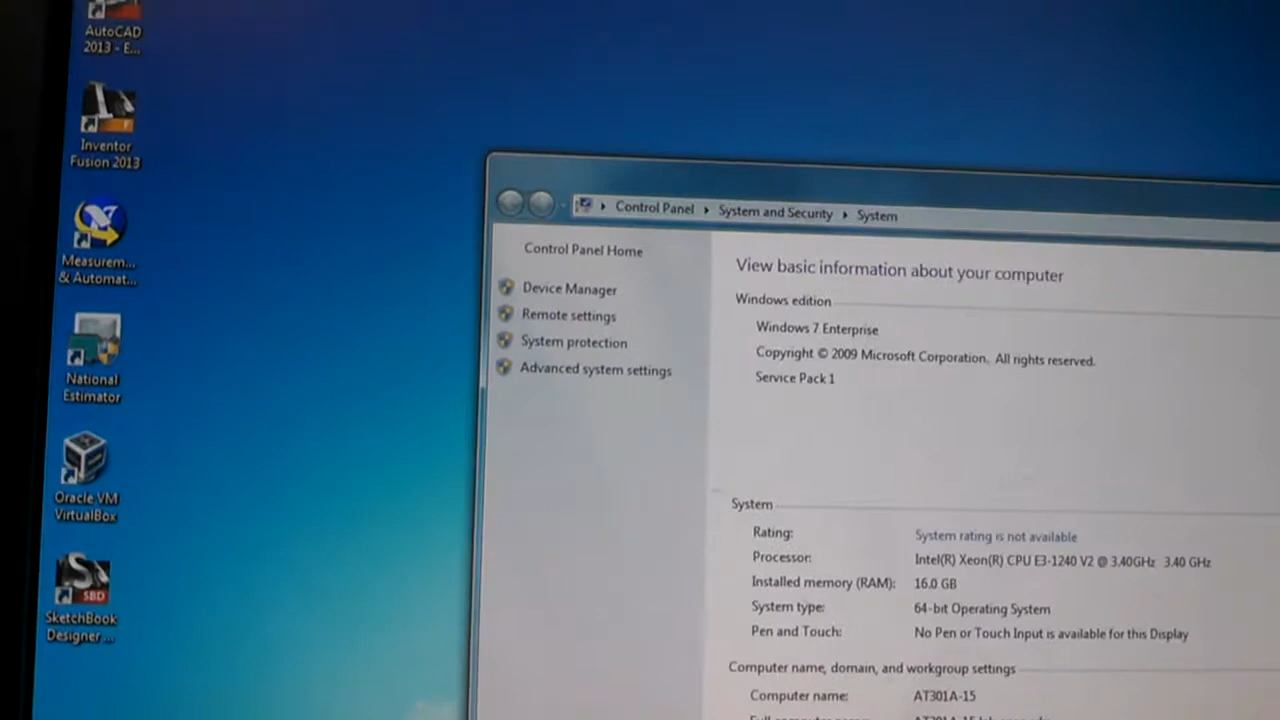 AutoCAD
2013 - E...
Inventor
Fusion 2013
Measurem...
& Automat...
National
Estimator
Oracle VM
VirtualBox
SBD
SketchBook
Designer ...
Control Panel System and Security System
Control Panel Home
Device Manager
Remote settings
System protection
Advanced system settings
View basic information about your computer
Windows edition
Windows 7 Enterprise
Copyright © 2009 Microsoft Corporation. All rights reserved.
Service Pack 1
System
Rating: System rating is not available
Processor: Intel(R) Xeon(R) CPU E3-1240 V2 @ 3.40GHz 3.40 GHz
Installed memory (RAM): 16.0 GB
System type: 64-bit Operating System
Pen and Touch: No Pen or Touch Input is available for this Display
Computer name, domain, and workgroup settings
Computer name: AT301A-15